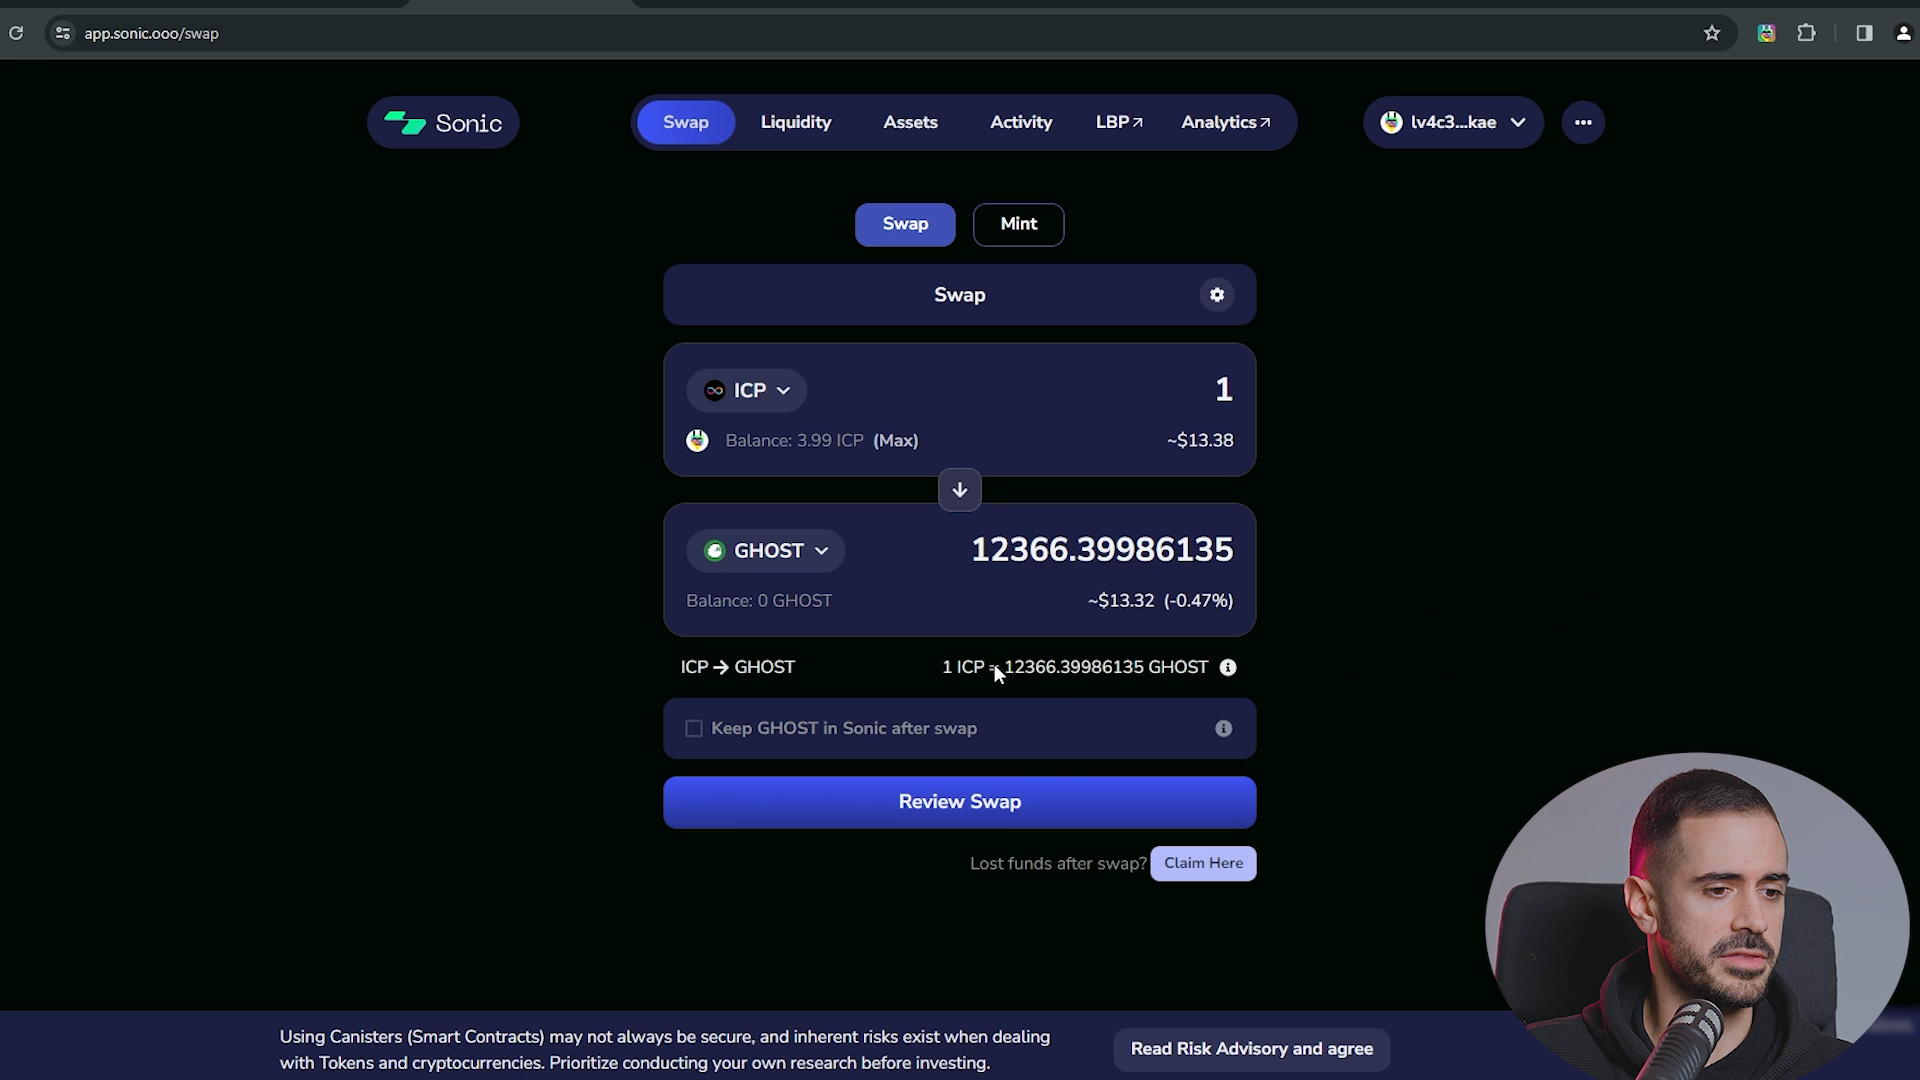 app.sonic.ooo/swap
Sonic
Swap
Liquidity
Assets
Activity
LBP
Analytics
lv4c3...kae
Swap
Mint
Swap
ICP
1
Balance: 3.99 ICP (Max)
~$13.38
GHOST
12366.39986135
Balance: 0 GHOST
~$13.32 (-0.47%)
ICP → GHOST
1 ICP = 12366.39986135 GHOST
Keep GHOST in Sonic after swap
Review Swap
Lost funds after swap? Claim Here
Using Canisters (Smart Contracts) may not always be secure, and inherent risks exist when dealing
with Tokens and cryptocurrencies. Prioritize conducting your own research before investing.
Read Risk Advisory and agree